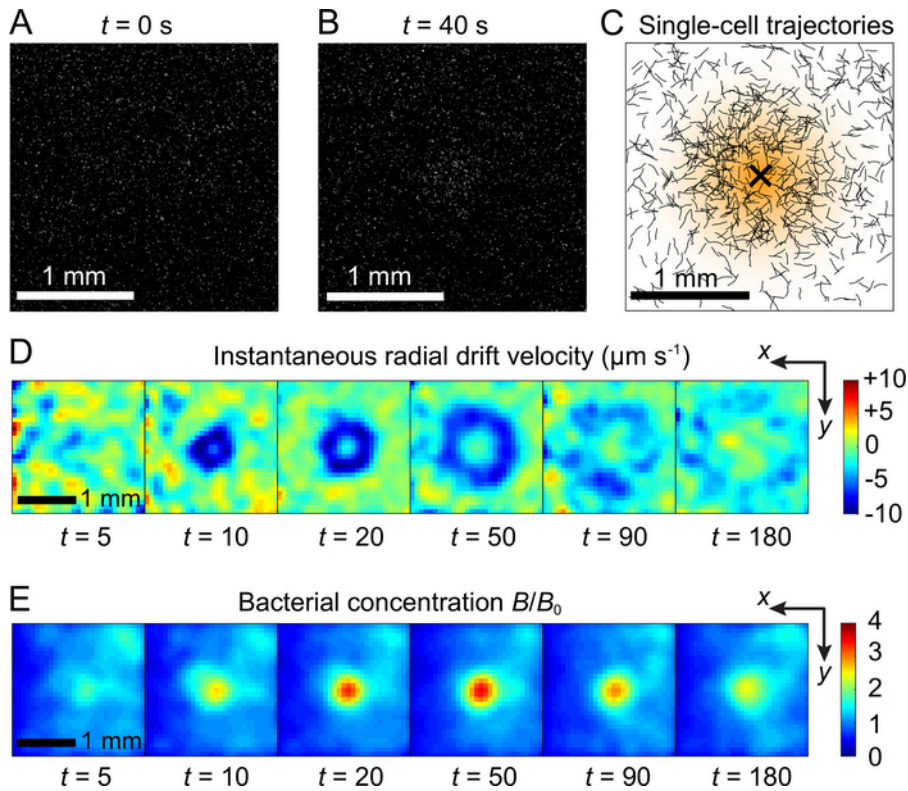 A t = 0 s
B t = 40 s
C Single-cell trajectories
1 mm
1 mm
1 mm
D Instantaneous radial drift velocity (µm s⁻¹)
x
y
+10
+5
0
-5
-10
1 mm
t = 5 t = 10 t = 20 t = 50 t = 90 t = 180
E Bacterial concentration B/B₀
x
y
4
3
2
1
0
1 mm
t = 5 t = 10 t = 20 t = 50 t = 90 t = 180